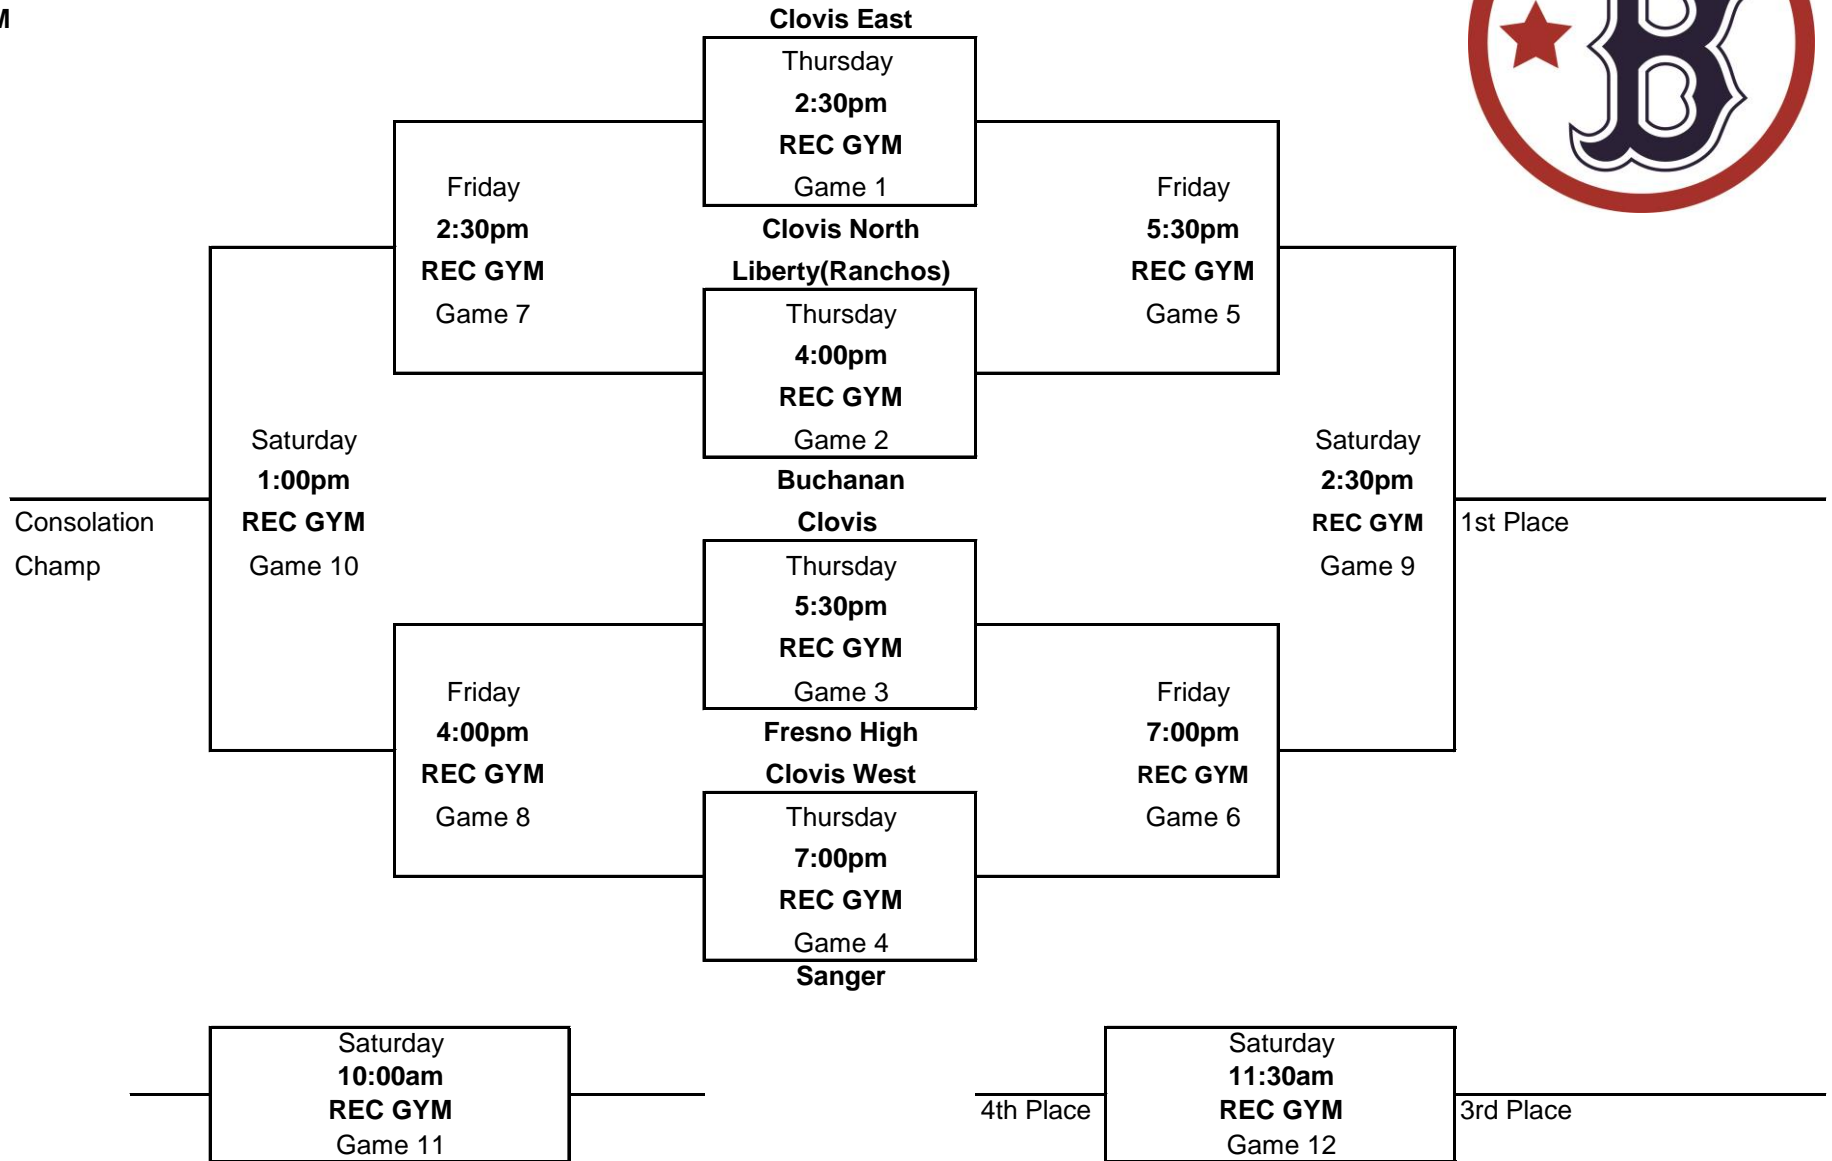 M
Clovis East
Thursday
2:30pm
REC GYM
Game 1
Clovis North
Friday
2:30pm
REC GYM
Game 7
Friday
5:30pm
REC GYM
Game 5
Liberty(Ranchos)
Thursday
4:00pm
REC GYM
Game 2
Buchanan
Saturday
1:00pm
REC GYM
Game 10
Consolation
Champ
Saturday
2:30pm
REC GYM
Game 9
1st Place
Clovis
Thursday
5:30pm
REC GYM
Game 3
Fresno High
Friday
4:00pm
REC GYM
Game 8
Friday
7:00pm
REC GYM
Game 6
Clovis West
Thursday
7:00pm
REC GYM
Game 4
Sanger
Saturday
10:00am
REC GYM
Game 11
4th Place
Saturday
11:30am
REC GYM
Game 12
3rd Place
B